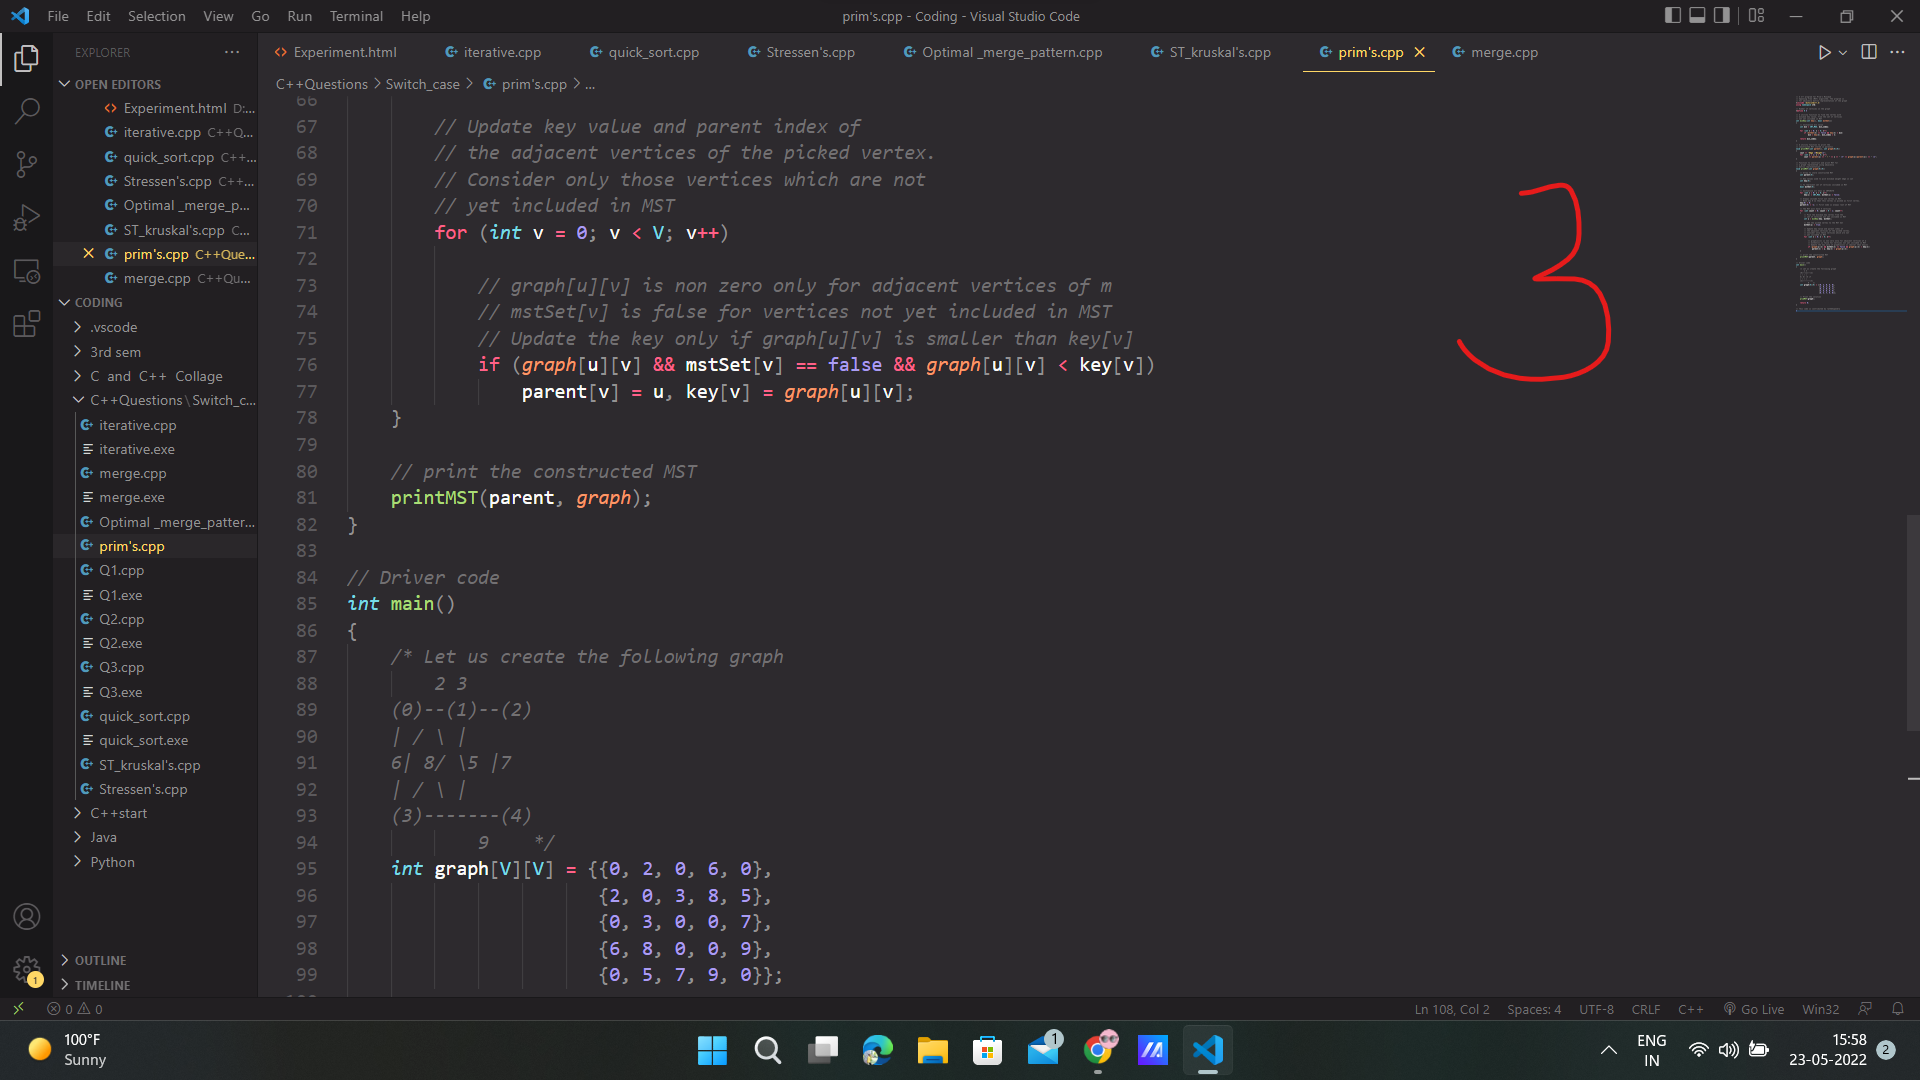 File Edit Selection View Go Run Terminal Help
prim's.cpp - Coding - Visual Studio Code
EXPLORER
OPEN EDITORS
Experiment.html D:...
iterative.cpp C++Q...
quick_sort.cpp C++...
Stressen's.cpp C++...
Optimal _merge_p...
ST_kruskal's.cpp C...
prim's.cpp C++Que...
merge.cpp C++Qu...
CODING
.vscode
3rd sem
C and C++ Collage
C++Questions\Switch_c...
iterative.cpp
iterative.exe
merge.cpp
merge.exe
Optimal _merge_patter...
prim's.cpp
Q1.cpp
Q1.exe
Q2.cpp
Q2.exe
Q3.cpp
Q3.exe
quick_sort.cpp
quick_sort.exe
ST_kruskal's.cpp
Stressen's.cpp
C++start
Java
Python
OUTLINE
TIMELINE
Experiment.html iterative.cpp quick_sort.cpp Stressen's.cpp Optimal _merge_pattern.cpp ST_kruskal's.cpp prim's.cpp merge.cpp
C++Questions > Switch_case > prim's.cpp > ...
66
67 // Update key value and parent index of
68 // the adjacent vertices of the picked vertex.
69 // Consider only those vertices which are not
70 // yet included in MST
71 for (int v = 0; v < V; v++)
72
73 // graph[u][v] is non zero only for adjacent vertices of m
74 // mstSet[v] is false for vertices not yet included in MST
75 // Update the key only if graph[u][v] is smaller than key[v]
76 if (graph[u][v] && mstSet[v] == false && graph[u][v] < key[v])
77 parent[v] = u, key[v] = graph[u][v];
78 }
79
80 // print the constructed MST
81 printMST(parent, graph);
82 }
83
84 // Driver code
85 int main()
86 {
87 /* Let us create the following graph
88 2 3
89 (0)--(1)--(2)
90 | / \ |
91 6| 8/ \5 |7
92 | / \ |
93 (3)-------(4)
94 9 */
95 int graph[V][V] = {{0, 2, 0, 6, 0},
96 {2, 0, 3, 8, 5},
97 {0, 3, 0, 0, 7},
98 {6, 8, 0, 0, 9},
99 {0, 5, 7, 9, 0}};
3
1
0 0
Ln 108, Col 2 Spaces: 4 UTF-8 CRLF C++ Go Live Win32
100°F
Sunny
1
ENG
IN
15:58
23-05-2022
2